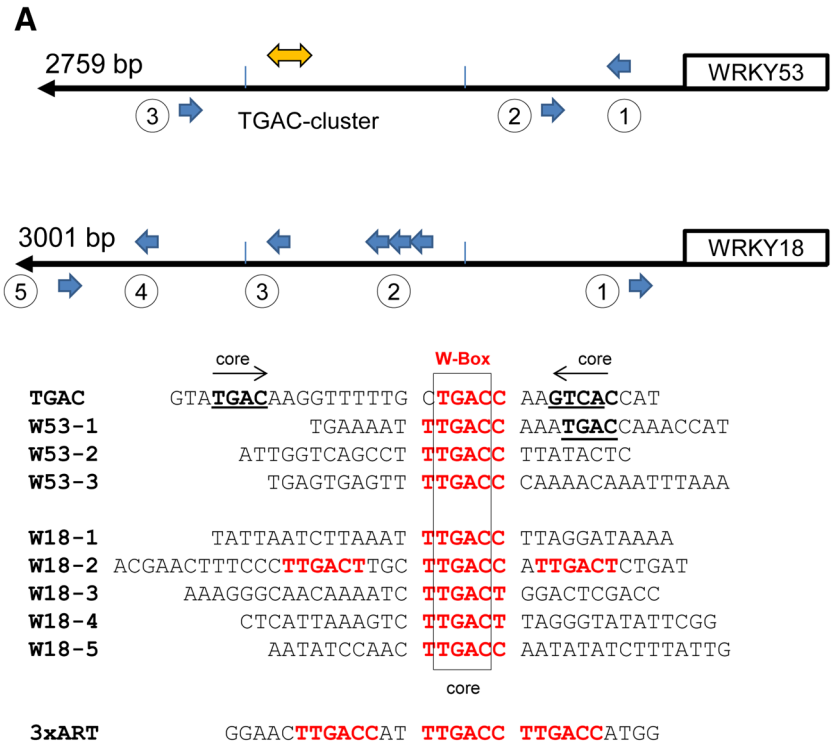 A
2759 bp
WRKY53
3 TGAC-cluster 2 1
3001 bp
WRKY18
5 4 3 2 1
core W-Box core
TGAC GTATGACAAGGTTTTTG CTGACC AAGTCACCAT
W53-1 TGAAAAT TTGACC AAATGACCAAACCAT
W53-2 ATTGGTCAGCCT TTGACC TTATACTC
W53-3 TGAGTGAGTT TTGACC CAAAACAAATTTAAA
W18-1 TATTAATCTTAAAT TTGACC TTAGGATAAAA
W18-2 ACGAACTTTCCCTTGACTTGC TTGACC ATTGACTCTGAT
W18-3 AAAGGGCAACAAAATC TTGACT GGACTCGACC
W18-4 CTCATTAAAGTC TTGACT TAGGGTATATTCGG
W18-5 AATATCCAAC TTGACC AATATATCTTTATTG
core
3xART GGAACTTGACCAT TTGACC TTGACCATGG